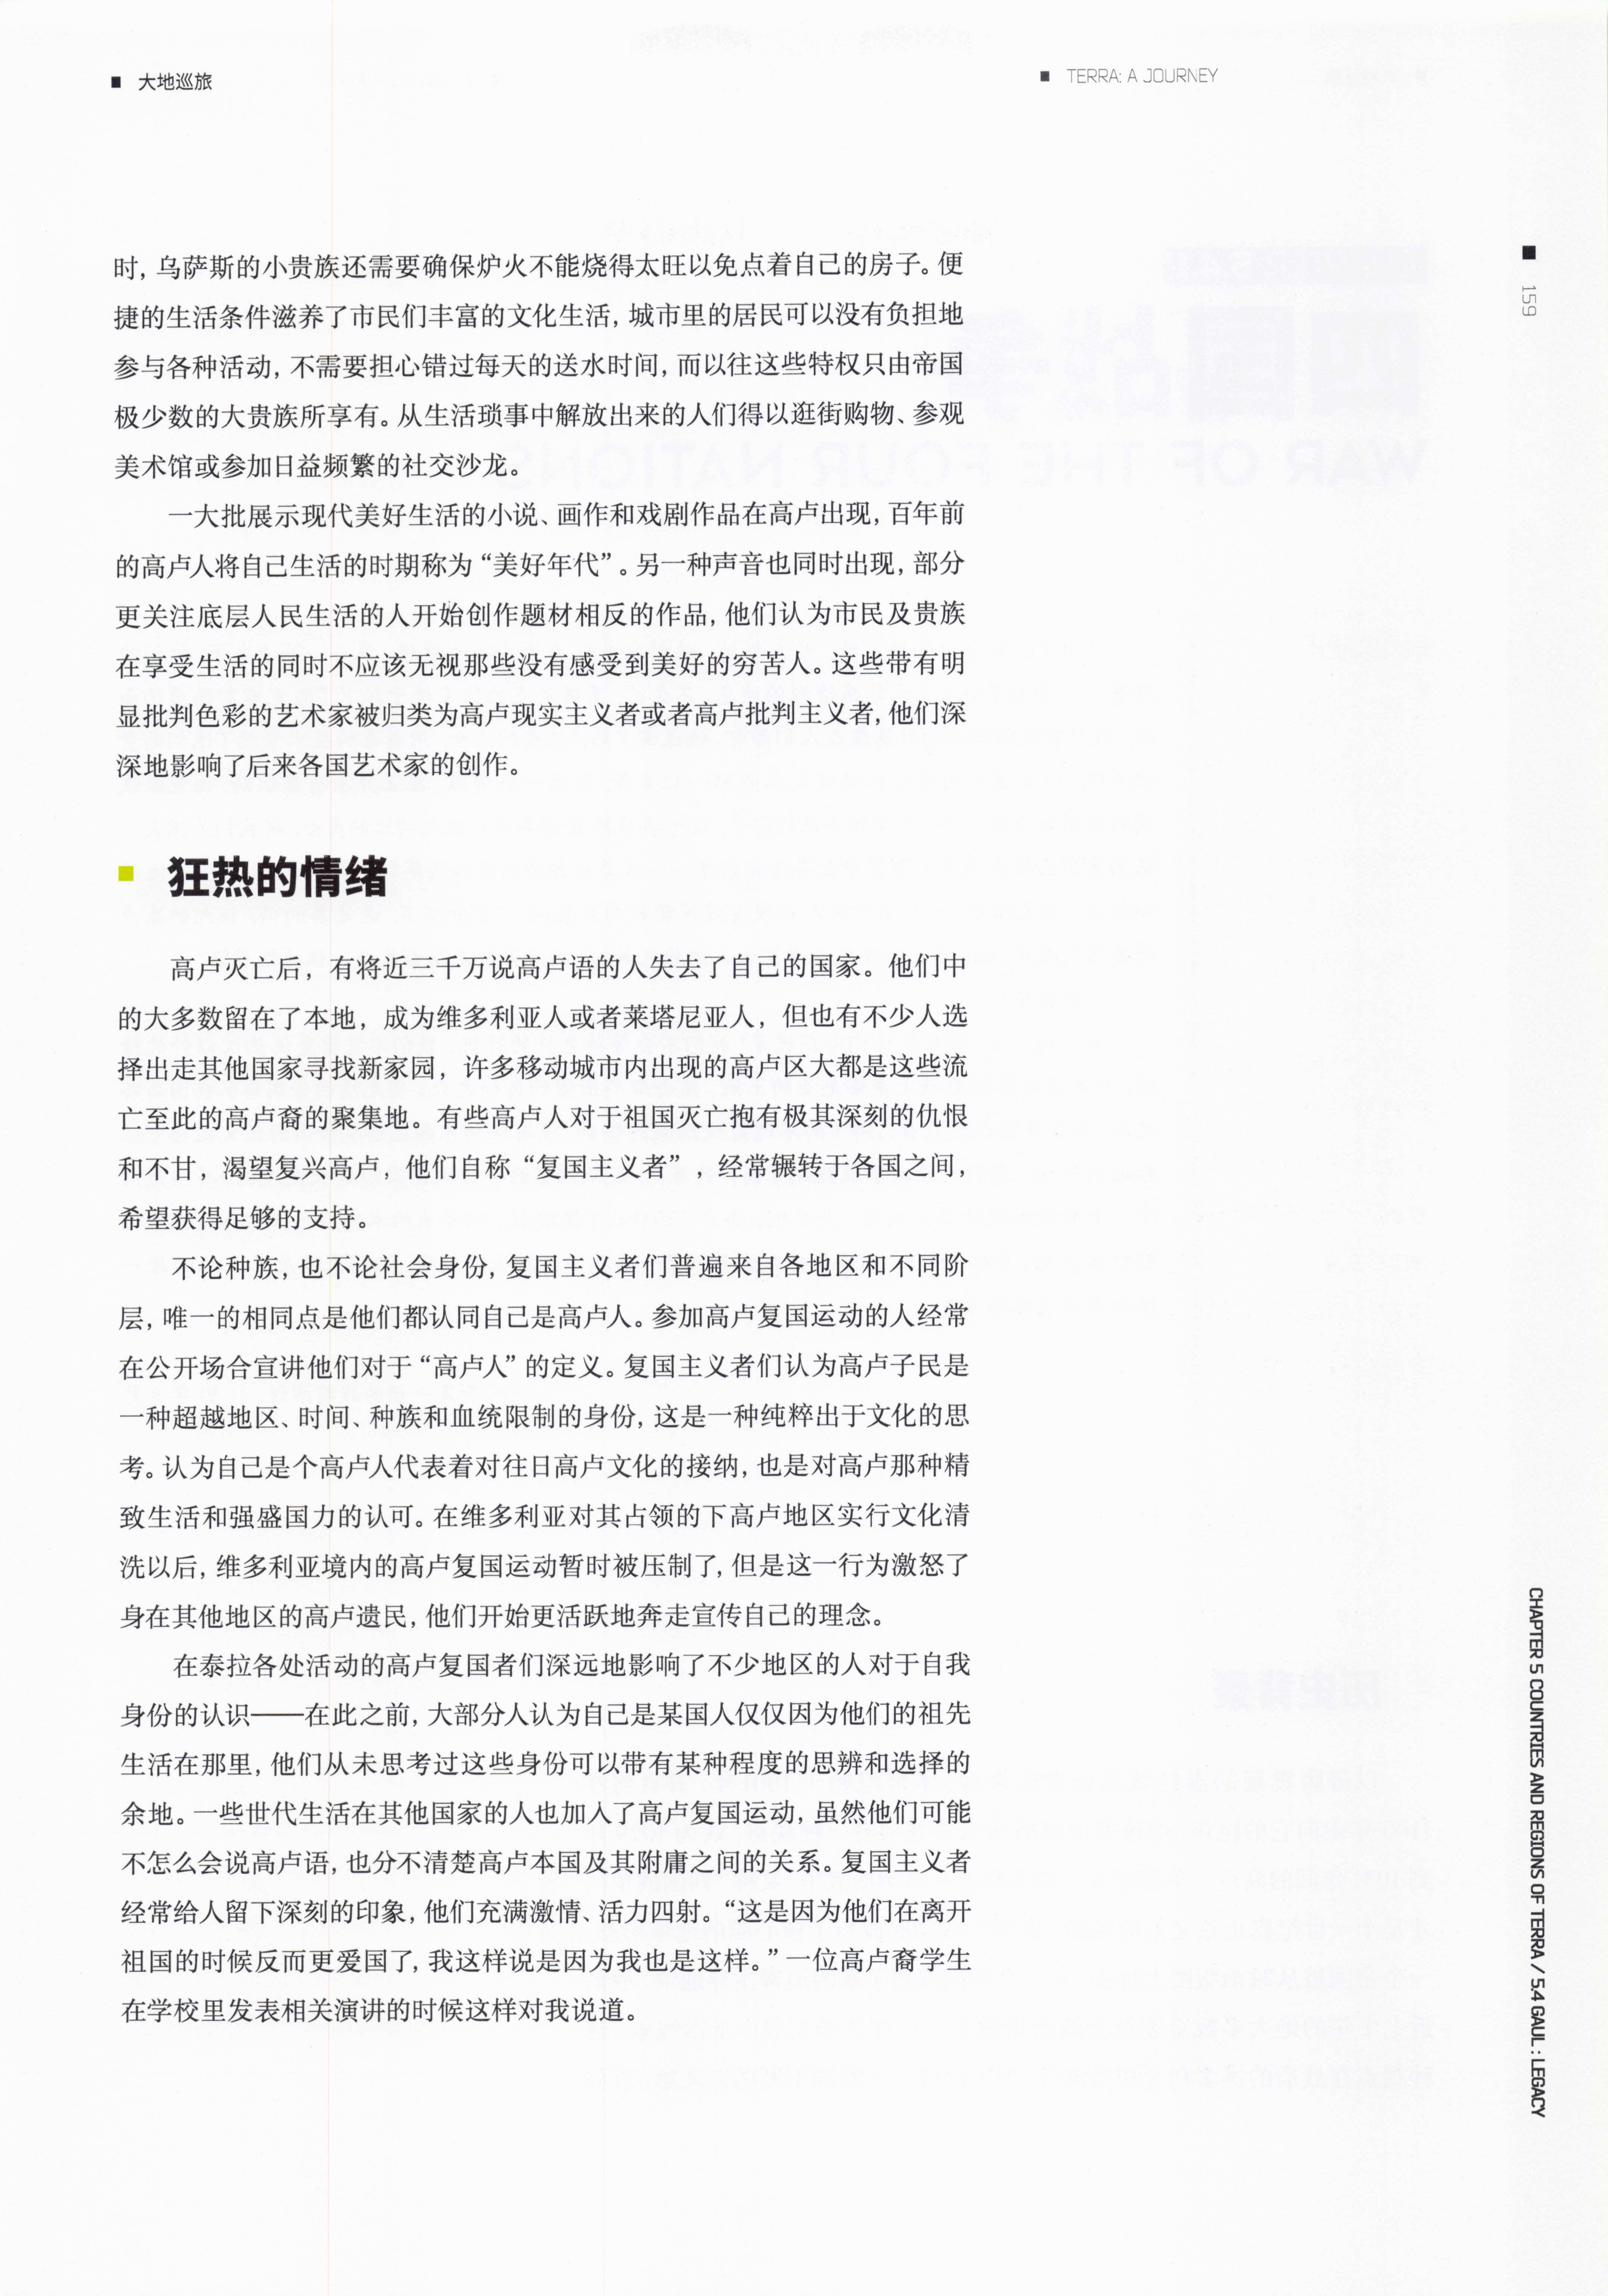 大地巡旅
TERRA: A JOURNEY
159
时，乌萨斯的小贵族还需要确保炉火不能烧得太旺以免点着自己的房子。便
捷的生活条件滋养了市民们丰富的文化生活，城市里的居民可以没有负担地
参与各种活动，不需要担心错过每天的送水时间，而以往这些特权只由帝国
极少数的大贵族所享有。从生活琐事中解放出来的人们得以逛街购物、参观
美术馆或参加日益频繁的社交沙龙。
一大批展示现代美好生活的小说、画作和戏剧作品在高卢出现，百年前
的高卢人将自己生活的时期称为“美好年代”。另一种声音也同时出现，部分
更关注底层人民生活的人开始创作题材相反的作品，他们认为市民及贵族
在享受生活的同时不应该无视那些没有感受到美好的穷苦人。这些带有明
显批判色彩的艺术家被归类为高卢现实主义者或者高卢批判主义者，他们深
深地影响了后来各国艺术家的创作。
狂热的情绪
高卢灭亡后，有将近三千万说高卢语的人失去了自己的国家。他们中
的大多数留在了本地，成为维多利亚人或者莱塔尼亚人，但也有不少人选
择出走其他国家寻找新家园，许多移动城市内出现的高卢区大都是这些流
亡至此的高卢裔的聚集地。有些高卢人对于祖国灭亡抱有极其深刻的仇恨
和不甘，渴望复兴高卢，他们自称“复国主义者”，经常辗转于各国之间，
希望获得足够的支持。
不论种族，也不论社会身份，复国主义者们普遍来自各地区和不同阶
层，唯一的相同点是他们都认同自己是高卢人。参加高卢复国运动的人经常
在公开场合宣讲他们对于“高卢人”的定义。复国主义者们认为高卢子民是
一种超越地区、时间、种族和血统限制的身份，这是一种纯粹出于文化的思
考。认为自己是个高卢人代表着对往日高卢文化的接纳，也是对高卢那种精
致生活和强盛国力的认可。在维多利亚对其占领的下高卢地区实行文化清
洗以后，维多利亚境内的高卢复国运动暂时被压制了，但是这一行为激怒了
身在其他地区的高卢遗民，他们开始更活跃地奔走宣传自己的理念。
在泰拉各处活动的高卢复国者们深远地影响了不少地区的人对于自我
身份的认识——在此之前，大部分人认为自己是某国人仅仅因为他们的祖先
生活在那里，他们从未思考过这些身份可以带有某种程度的思辨和选择的
余地。一些世代生活在其他国家的人也加入了高卢复国运动，虽然他们可能
不怎么会说高卢语，也分不清楚高卢本国及其附庸之间的关系。复国主义者
经常给人留下深刻的印象，他们充满激情、活力四射。“这是因为他们在离开
祖国的时候反而更爱国了，我这样说是因为我也是这样。”一位高卢裔学生
在学校里发表相关演讲的时候这样对我说道。
CHAPTER 5 COUNTRIES AND REGIONS OF TERRA / 5.4 GAUL : LEGACY